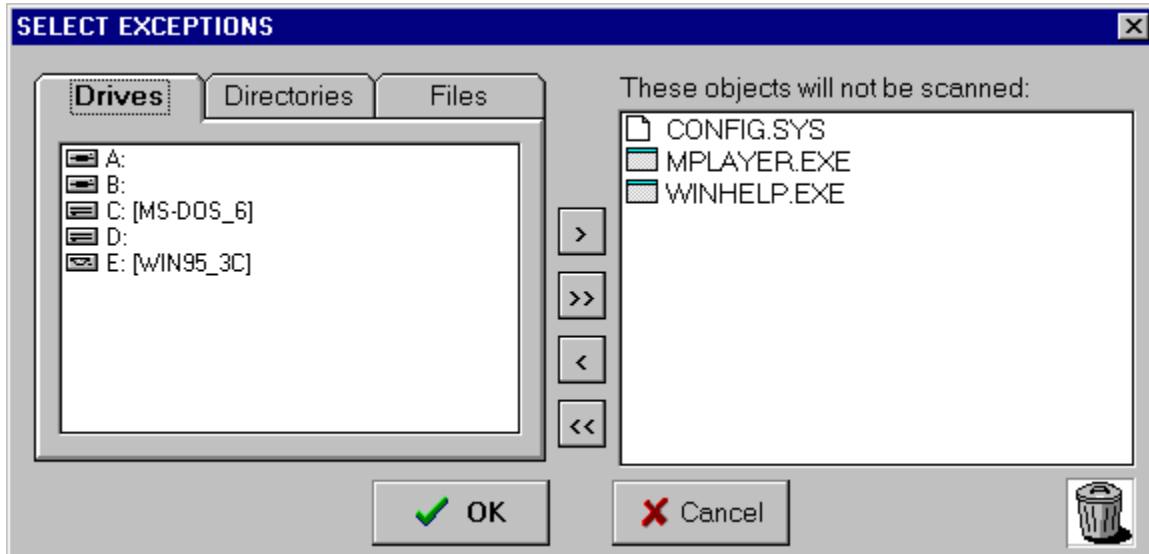 SELECT EXCEPTIONS
Drives
Directories
Files
A:
B:
C: [MS-DOS_6]
D:
E: [WIN95_3C]
>
>>
<
<<
These objects will not be scanned:
CONFIG.SYS
MPLAYER.EXE
WINHELP.EXE
OK
Cancel